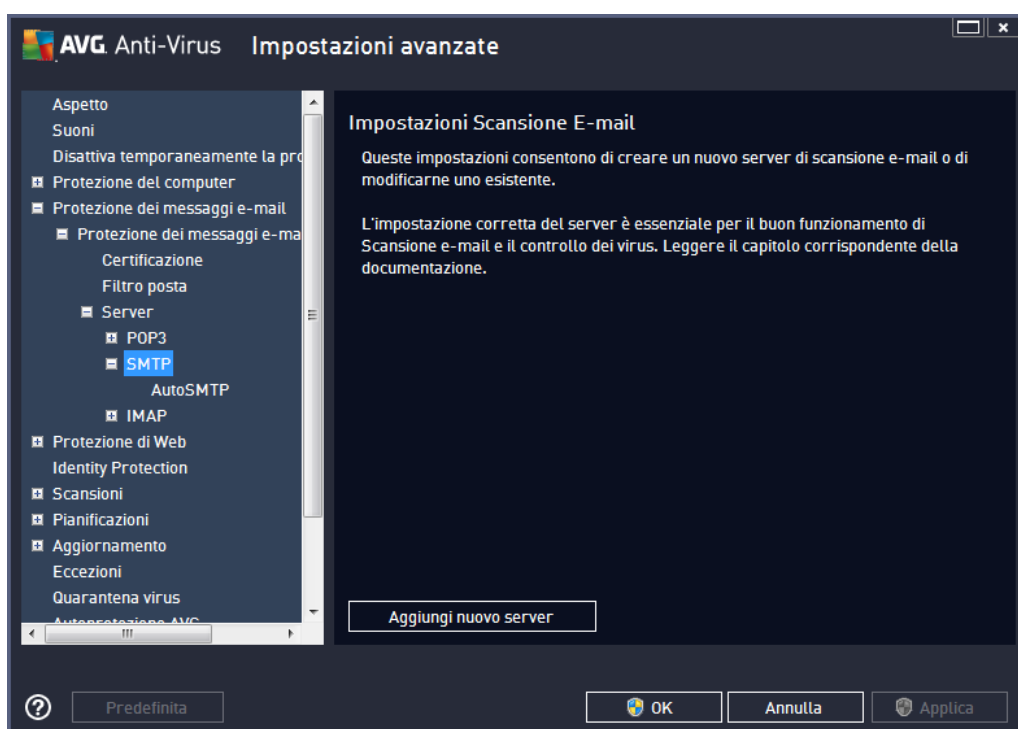 AVG. Anti-Virus Impostazioni avanzate
Aspetto
Suoni
Disattiva temporaneamente la pro
Protezione del computer
Protezione dei messaggi e-mail
Protezione dei messaggi e-ma
Certificazione
Filtro posta
Server
POP3
SMTP
AutoSMTP
IMAP
Protezione di Web
Identity Protection
Scansioni
Pianificazioni
Aggiornamento
Eccezioni
Quarantena virus
Autoprotezione AVG
Impostazioni Scansione E-mail
Queste impostazioni consentono di creare un nuovo server di scansione e-mail o di
modificarne uno esistente.
L'impostazione corretta del server è essenziale per il buon funzionamento di
Scansione e-mail e il controllo dei virus. Leggere il capitolo corrispondente della
documentazione.
Aggiungi nuovo server
Predefinita
OK
Annulla
Applica